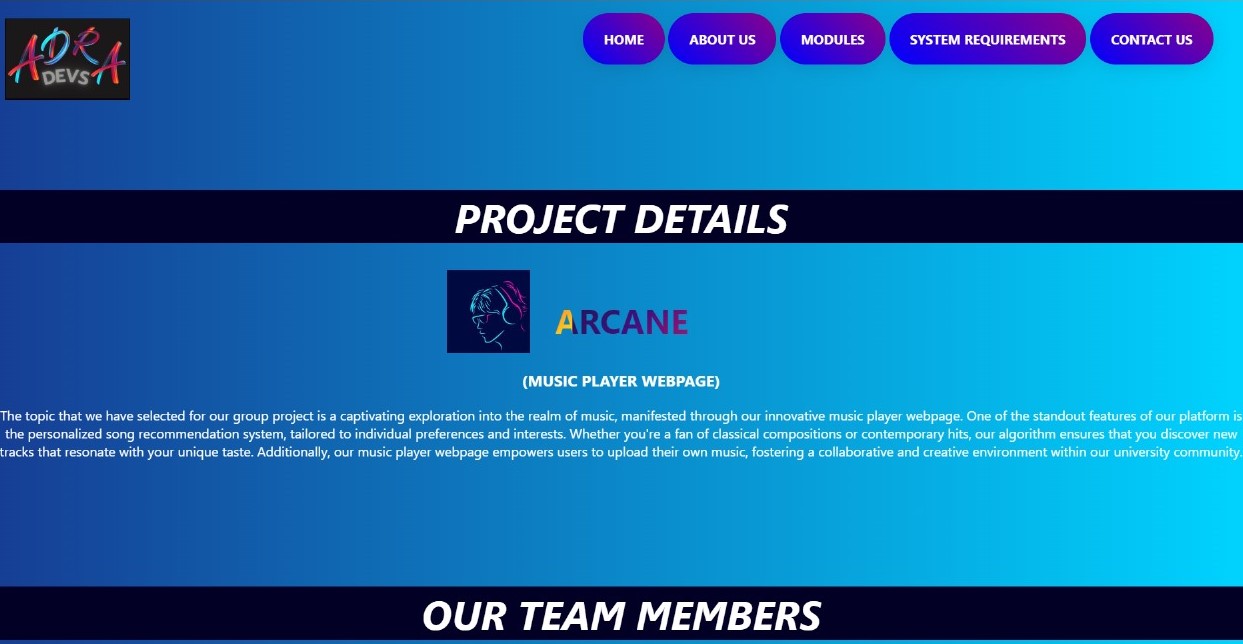 ADRA
DEVS
HOME
ABOUT US
MODULES
SYSTEM REQUIREMENTS
CONTACT US
PROJECT DETAILS
ARCANE
(MUSIC PLAYER WEBPAGE)
The topic that we have selected for our group project is a captivating exploration into the realm of music, manifested through our innovative music player webpage. One of the standout features of our platform is
the personalized song recommendation system, tailored to individual preferences and interests. Whether you're a fan of classical compositions or contemporary hits, our algorithm ensures that you discover new
tracks that resonate with your unique taste. Additionally, our music player webpage empowers users to upload their own music, fostering a collaborative and creative environment within our university community.
OUR TEAM MEMBERS